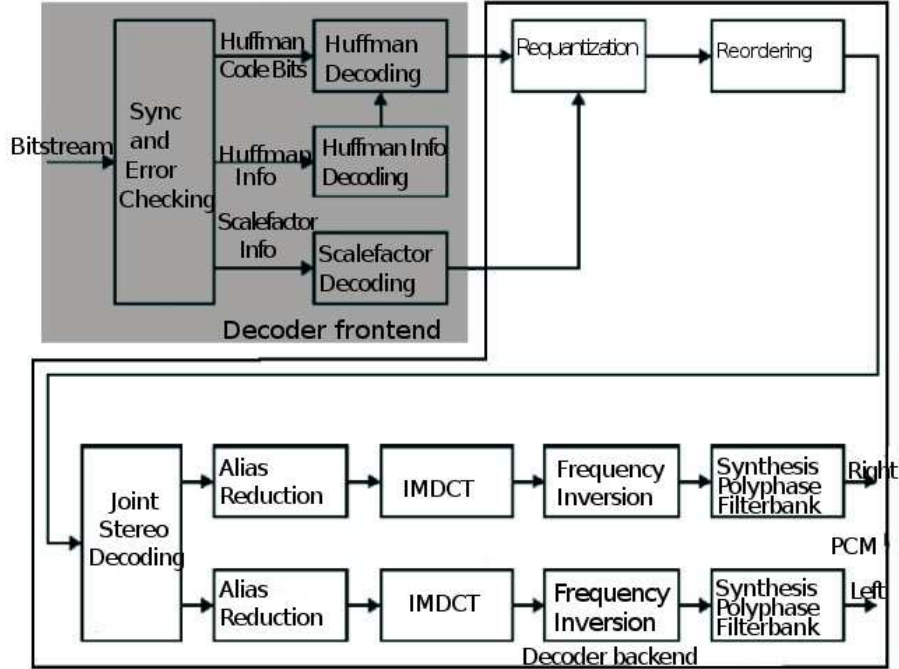 Bitstream
Sync
and
Error
Checking
Huffman
Code Bits
Huffman
Info
Scalefactor
Info
Huffman
Decoding
Huffman Info
Decoding
Scalefactor
Decoding
Decoder frontend
Requantization
Reordering
Joint
Stereo
Decoding
Alias
Reduction
IMDCT
Frequency
Inversion
Synthesis
Polyphase
Filterbank
Right
PCM
Alias
Reduction
IMDCT
Frequency
Inversion
Synthesis
Polyphase
Filterbank
Left
Decoder backend